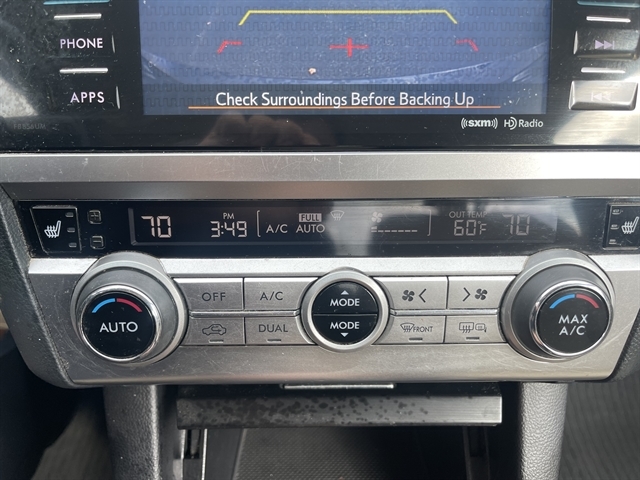 PHONE
APPS
Check Surroundings Before Backing Up
sxm HD Radio
70 PM 3:49 A/C FULL AUTO OUT TEMP 60°F 70
OFF A/C MODE
AUTO MODE MAX A/C
DUAL FRONT